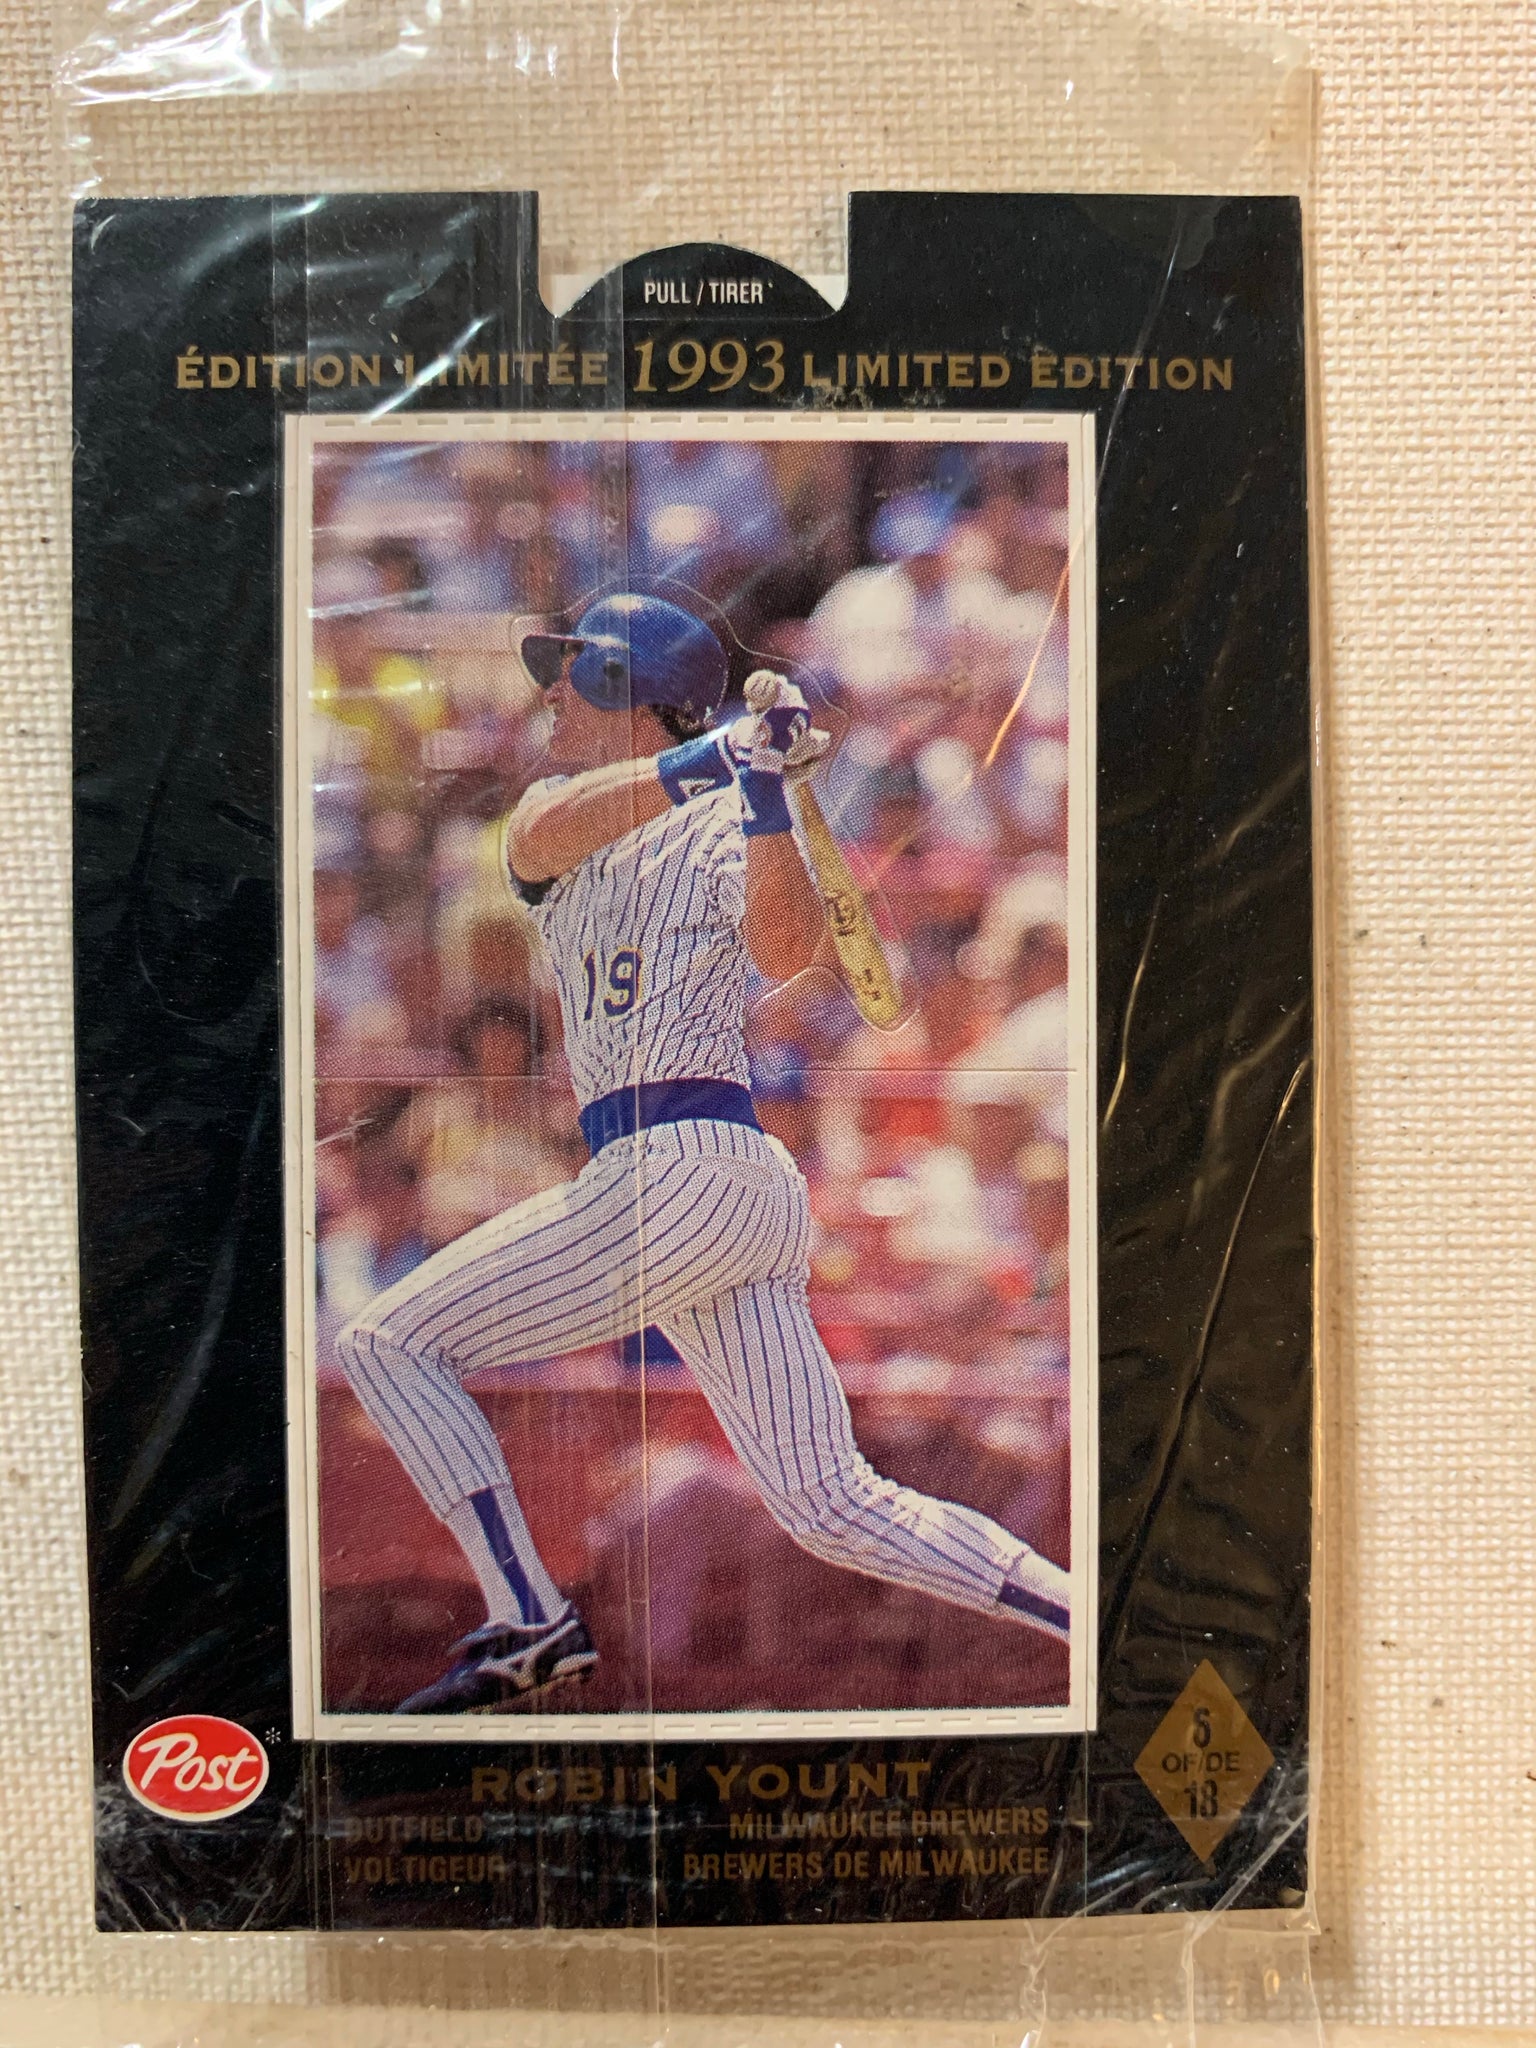 PULL / TIRER*
ÉDITION LIMITÉE 1993 LIMITED EDITION
19
Post*
ROBIN YOUNT
OUTFIELD MILWAUKEE BREWERS
VOLTIGEUR BREWERS DE MILWAUKEE
6
OF/DE
18